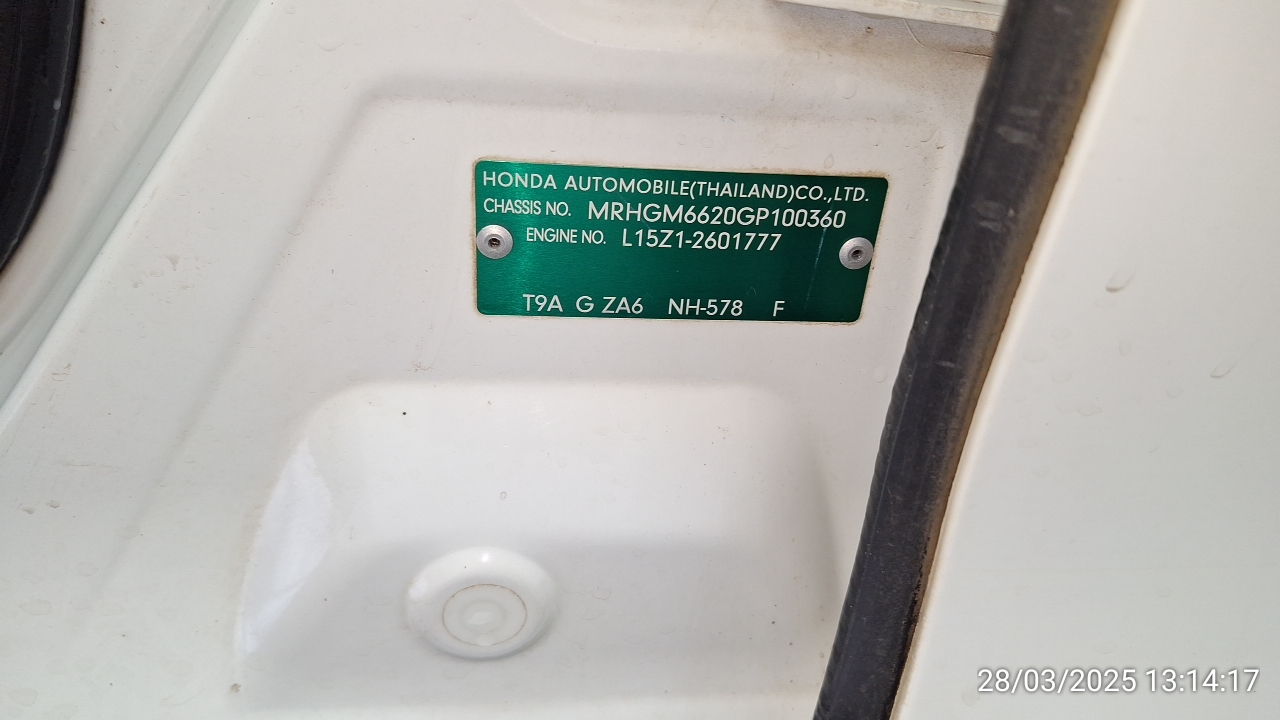 HONDA AUTOMOBILE(THAILAND)CO.,LTD.
CHASSIS NO. MRHGM6620GP100360
ENGINE NO. L15Z1-2601777
T9A G ZA6 NH-578 F
28/03/2025 13:14:17